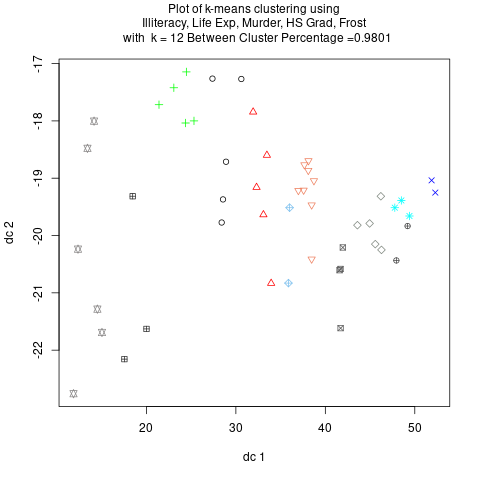 Plot of k-means clustering using
Illiteracy, Life Exp, Murder, HS Grad, Frost
with k = 12 Between Cluster Percentage =0.9801
-17
-18
-19
-20
-21
-22
dc 2
20
30
40
50
dc 1